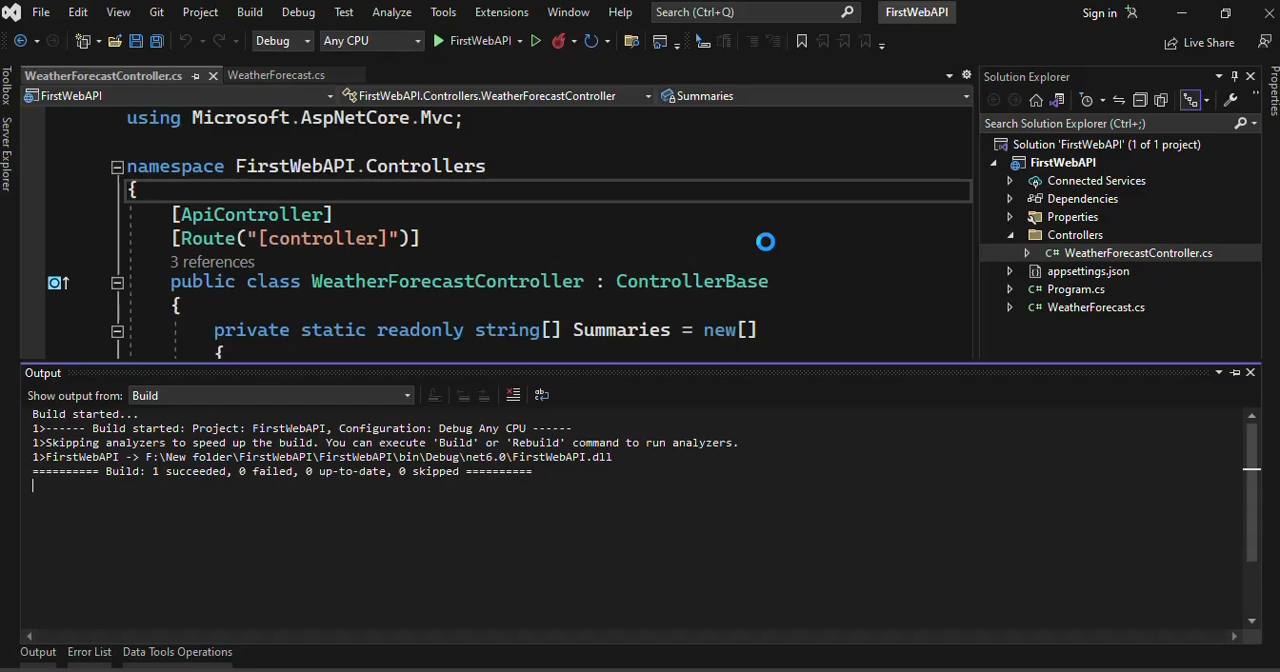 File Edit View Git Project Build Debug Test Analyze Tools Extensions Window Help Search (Ctrl+Q) FirstWebAPI Sign in
Debug Any CPU FirstWebAPI Live Share
Toolbox
Server Explorer
WeatherForecastController.cs WeatherForecast.cs
FirstWebAPI FirstWebAPI.Controllers.WeatherForecastController Summaries
using Microsoft.AspNetCore.Mvc;
namespace FirstWebAPI.Controllers
{
[ApiController]
[Route("[controller]")]
3 references
public class WeatherForecastController : ControllerBase
{
private static readonly string[] Summaries = new[]
{
Solution Explorer
Search Solution Explorer (Ctrl+;)
Solution 'FirstWebAPI' (1 of 1 project)
FirstWebAPI
Connected Services
Dependencies
Properties
Controllers
C# WeatherForecastController.cs
appsettings.json
C# Program.cs
C# WeatherForecast.cs
Properties
Output
Show output from: Build
Build started...
1>------ Build started: Project: FirstWebAPI, Configuration: Debug Any CPU ------
1>Skipping analyzers to speed up the build. You can execute 'Build' or 'Rebuild' command to run analyzers.
1>FirstWebAPI -> F:\New folder\FirstWebAPI\FirstWebAPI\bin\Debug\net6.0\FirstWebAPI.dll
========== Build: 1 succeeded, 0 failed, 0 up-to-date, 0 skipped ==========
Output Error List Data Tools Operations